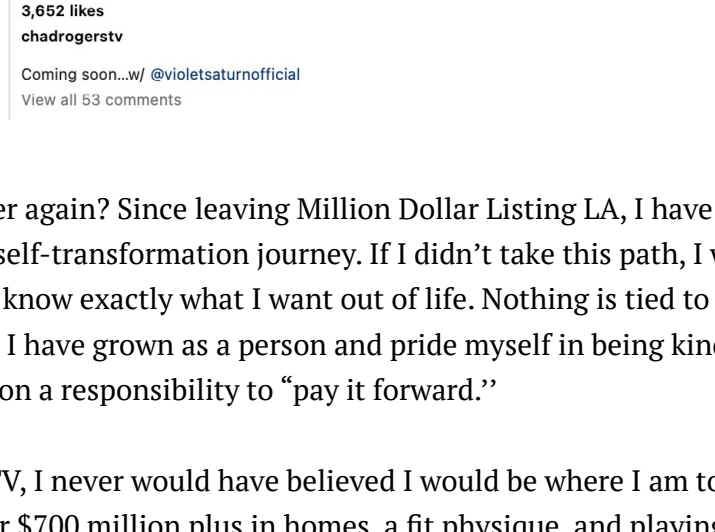 3,652 likes
chadrogerstv
Coming soon...w/ @violetsaturnofficial
View all 53 comments
er again? Since leaving Million Dollar Listing LA, I have
self-transformation journey. If I didn’t take this path, I
know exactly what I want out of life. Nothing is tied to
I have grown as a person and pride myself in being kin
on a responsibility to “pay it forward.’’
V, I never would have believed I would be where I am to
r $700 million plus in homes, a fit physique, and playing